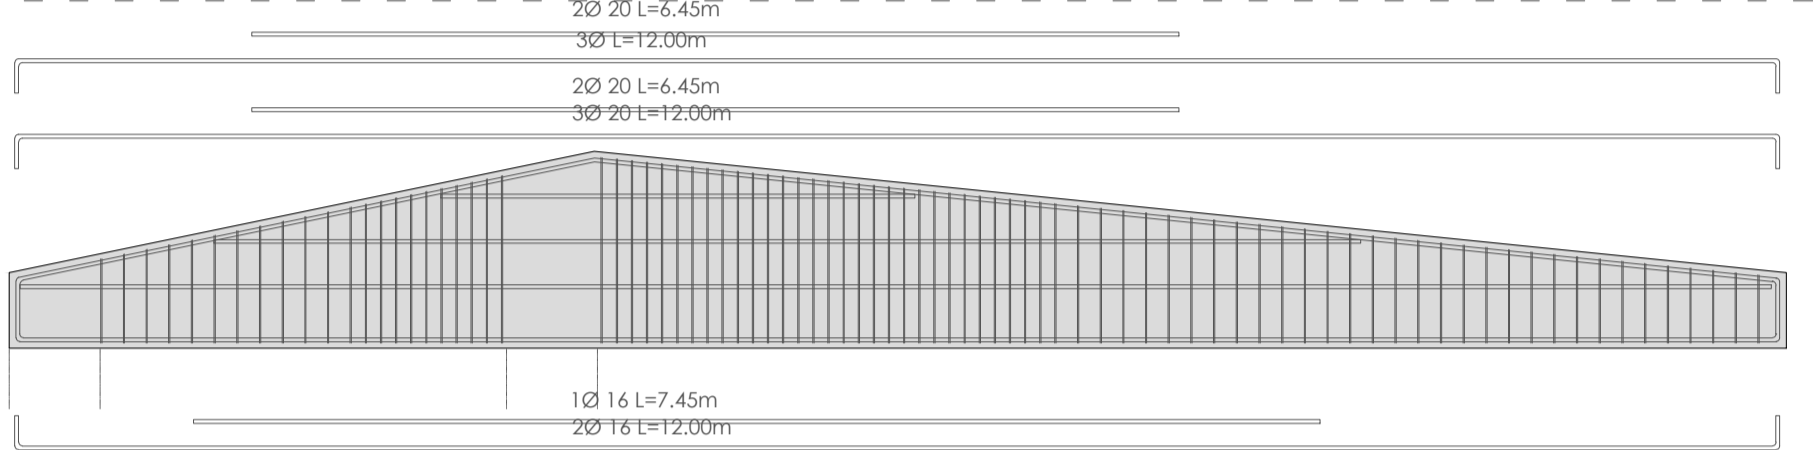 2Ø 20 L=6.45m
3Ø L=12.00m
2Ø 20 L=6.45m
3Ø 20 L=12.00m
1Ø 16 L=7.45m
2Ø 16 L=12.00m